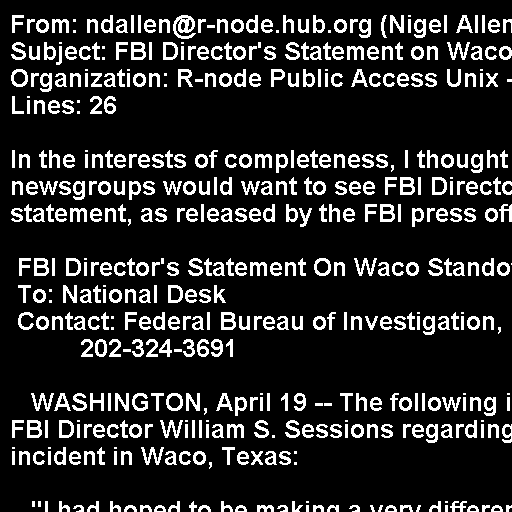 From: ndallen@r-node.hub.org (Nigel Allen
Subject: FBI Director's Statement on Waco
Organization: R-node Public Access Unix -
Lines: 26
In the interests of completeness, I thought
newsgroups would want to see FBI Directo
statement, as released by the FBI press off
FBI Director's Statement On Waco Stando
To: National Desk
Contact: Federal Bureau of Investigation,
202-324-3691
WASHINGTON, April 19 -- The following i
FBI Director William S. Sessions regarding
incident in Waco, Texas:
"I had hoped to be making a very differen